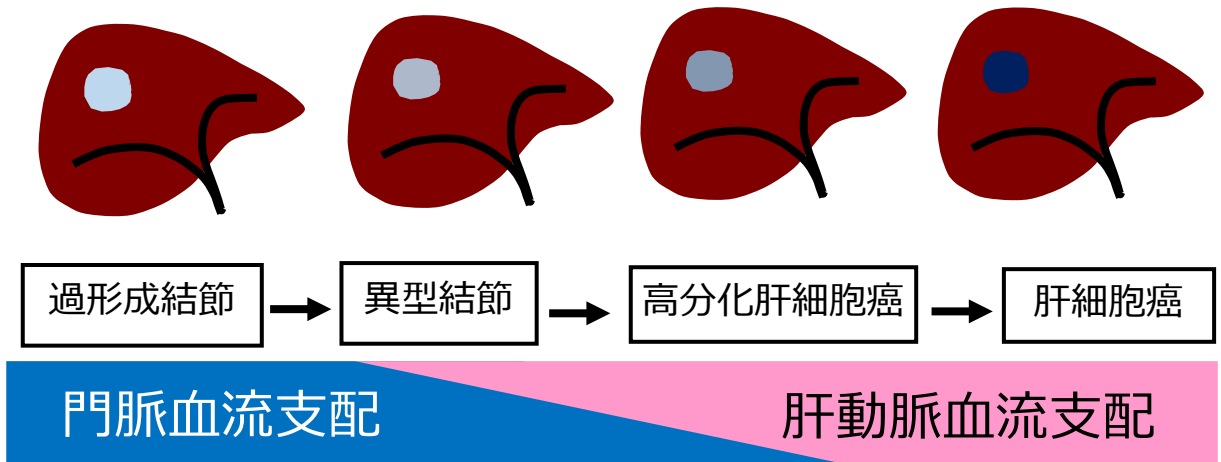 過形成結節
異型結節
高分化肝細胞癌
肝細胞癌
門脈血流支配
肝動脈血流支配